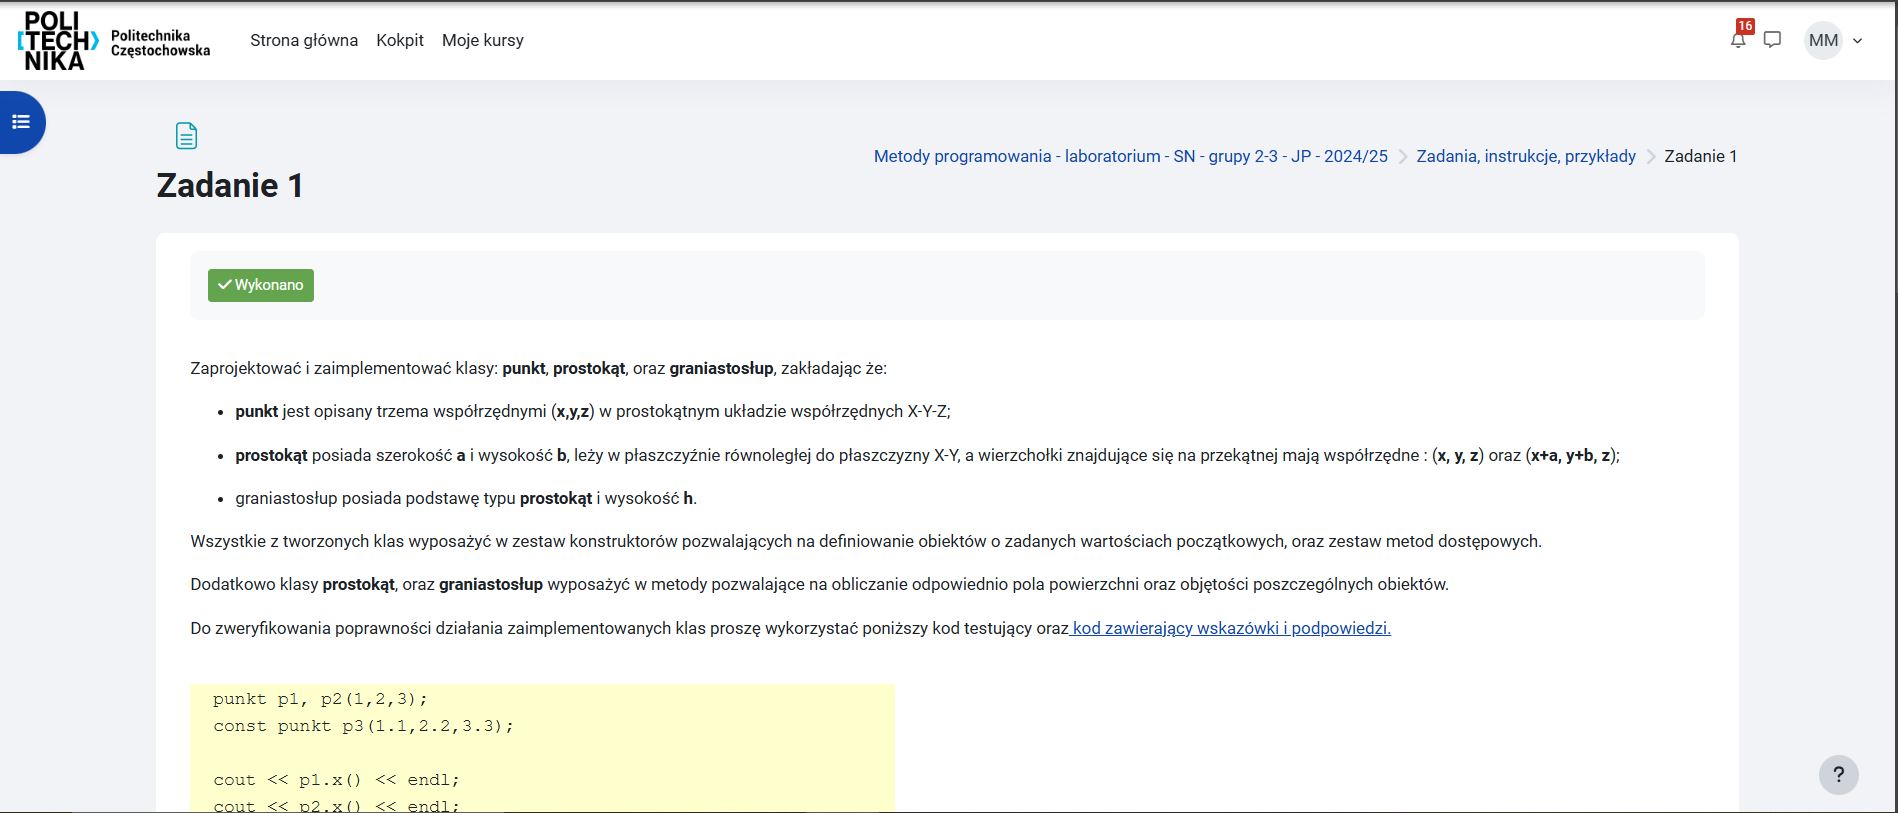 POLI
TECH
NIKA
Politechnika
Częstochowska
Strona główna Kokpit Moje kursy
16
MM
Metody programowania - laboratorium - SN - grupy 2-3 - JP - 2024/25 Zadania, instrukcje, przykłady Zadanie 1
Zadanie 1
Wykonano
Zaprojektować i zaimplementować klasy: punkt, prostokąt, oraz graniastosłup, zakładając że:
• punkt jest opisany trzema współrzędnymi (x,y,z) w prostokątnym układzie współrzędnych X-Y-Z;
• prostokąt posiada szerokość a i wysokość b, leży w płaszczyźnie równoległej do płaszczyzny X-Y, a wierzchołki znajdujące się na przekątnej mają współrzędne : (x, y, z) oraz (x+a, y+b, z);
• graniastosłup posiada podstawę typu prostokąt i wysokość h.
Wszystkie z tworzonych klas wyposażyć w zestaw konstruktorów pozwalających na definiowanie obiektów o zadanych wartościach początkowych, oraz zestaw metod dostępowych.
Dodatkowo klasy prostokąt, oraz graniastosłup wyposażyć w metody pozwalające na obliczanie odpowiednio pola powierzchni oraz objętości poszczególnych obiektów.
Do zweryfikowania poprawności działania zaimplementowanych klas proszę wykorzystać poniższy kod testujący oraz kod zawierający wskazówki i podpowiedzi.
punkt p1, p2(1,2,3);
const punkt p3(1.1,2.2,3.3);
cout << p1.x() << endl;
cout << p2.x() << endl;
?